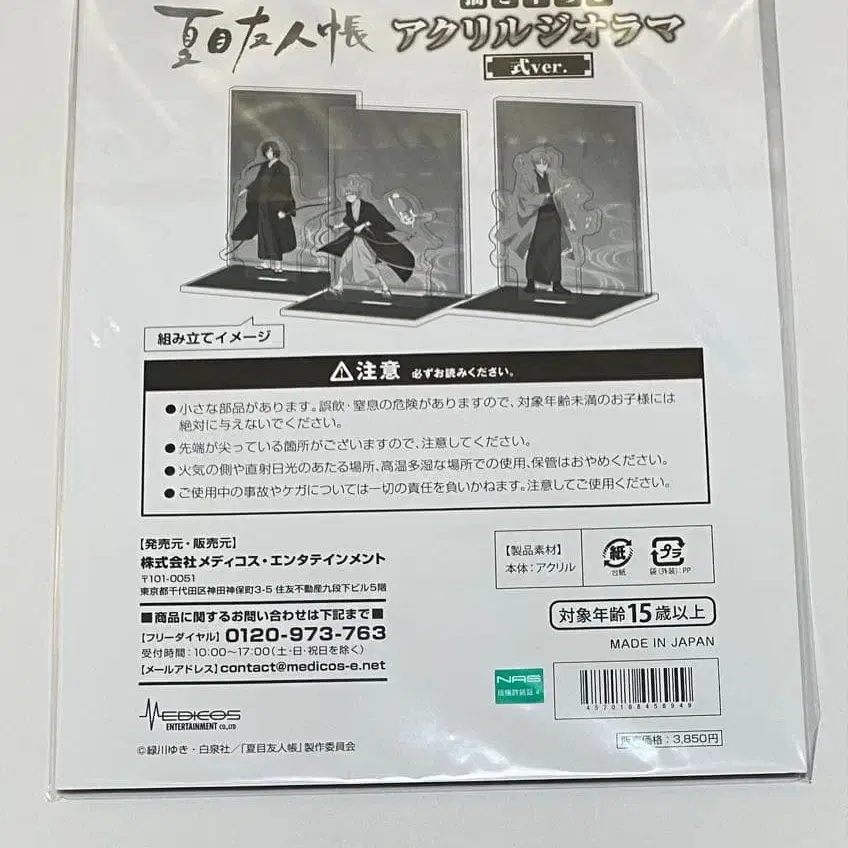 夏目友人帳
アクリルジオラマ
式ver.
組み立てイメージ
⚠注意 必ずお読みください。
●小さな部品があります。誤飲・窒息の危険がありますので、対象年齢未満のお子様には
絶対に与えないでください。
●先端が尖っている箇所がございますので、注意してください。
●火気の側や直射日光のあたる場所、高温多湿な場所での使用、保管はおやめください。
●ご使用中の事故やケガについては一切の責任を負いかねます。注意してご使用ください。
【発売元・販売元】
株式会社メディコス・エンタテインメント
〒101-0051
東京都千代田区神田神保町3-5 住友不動産九段下ビル5階
■商品に関するお問い合わせは下記まで■
【フリーダイヤル】0120-973-763
受付時間：10:00～17:00（土・日・祝日を除く）
【メールアドレス】contact@medicos-e.net
MEDICOS
ENTERTAINMENT CO.,LTD
©緑川ゆき・白泉社／「夏目友人帳」製作委員会
【製品素材】
本体：アクリル
紙
台紙
プラ
袋(外装)：PP
対象年齢15歳以上
MADE IN JAPAN
NAS
4570188458949
販売価格：3,850円